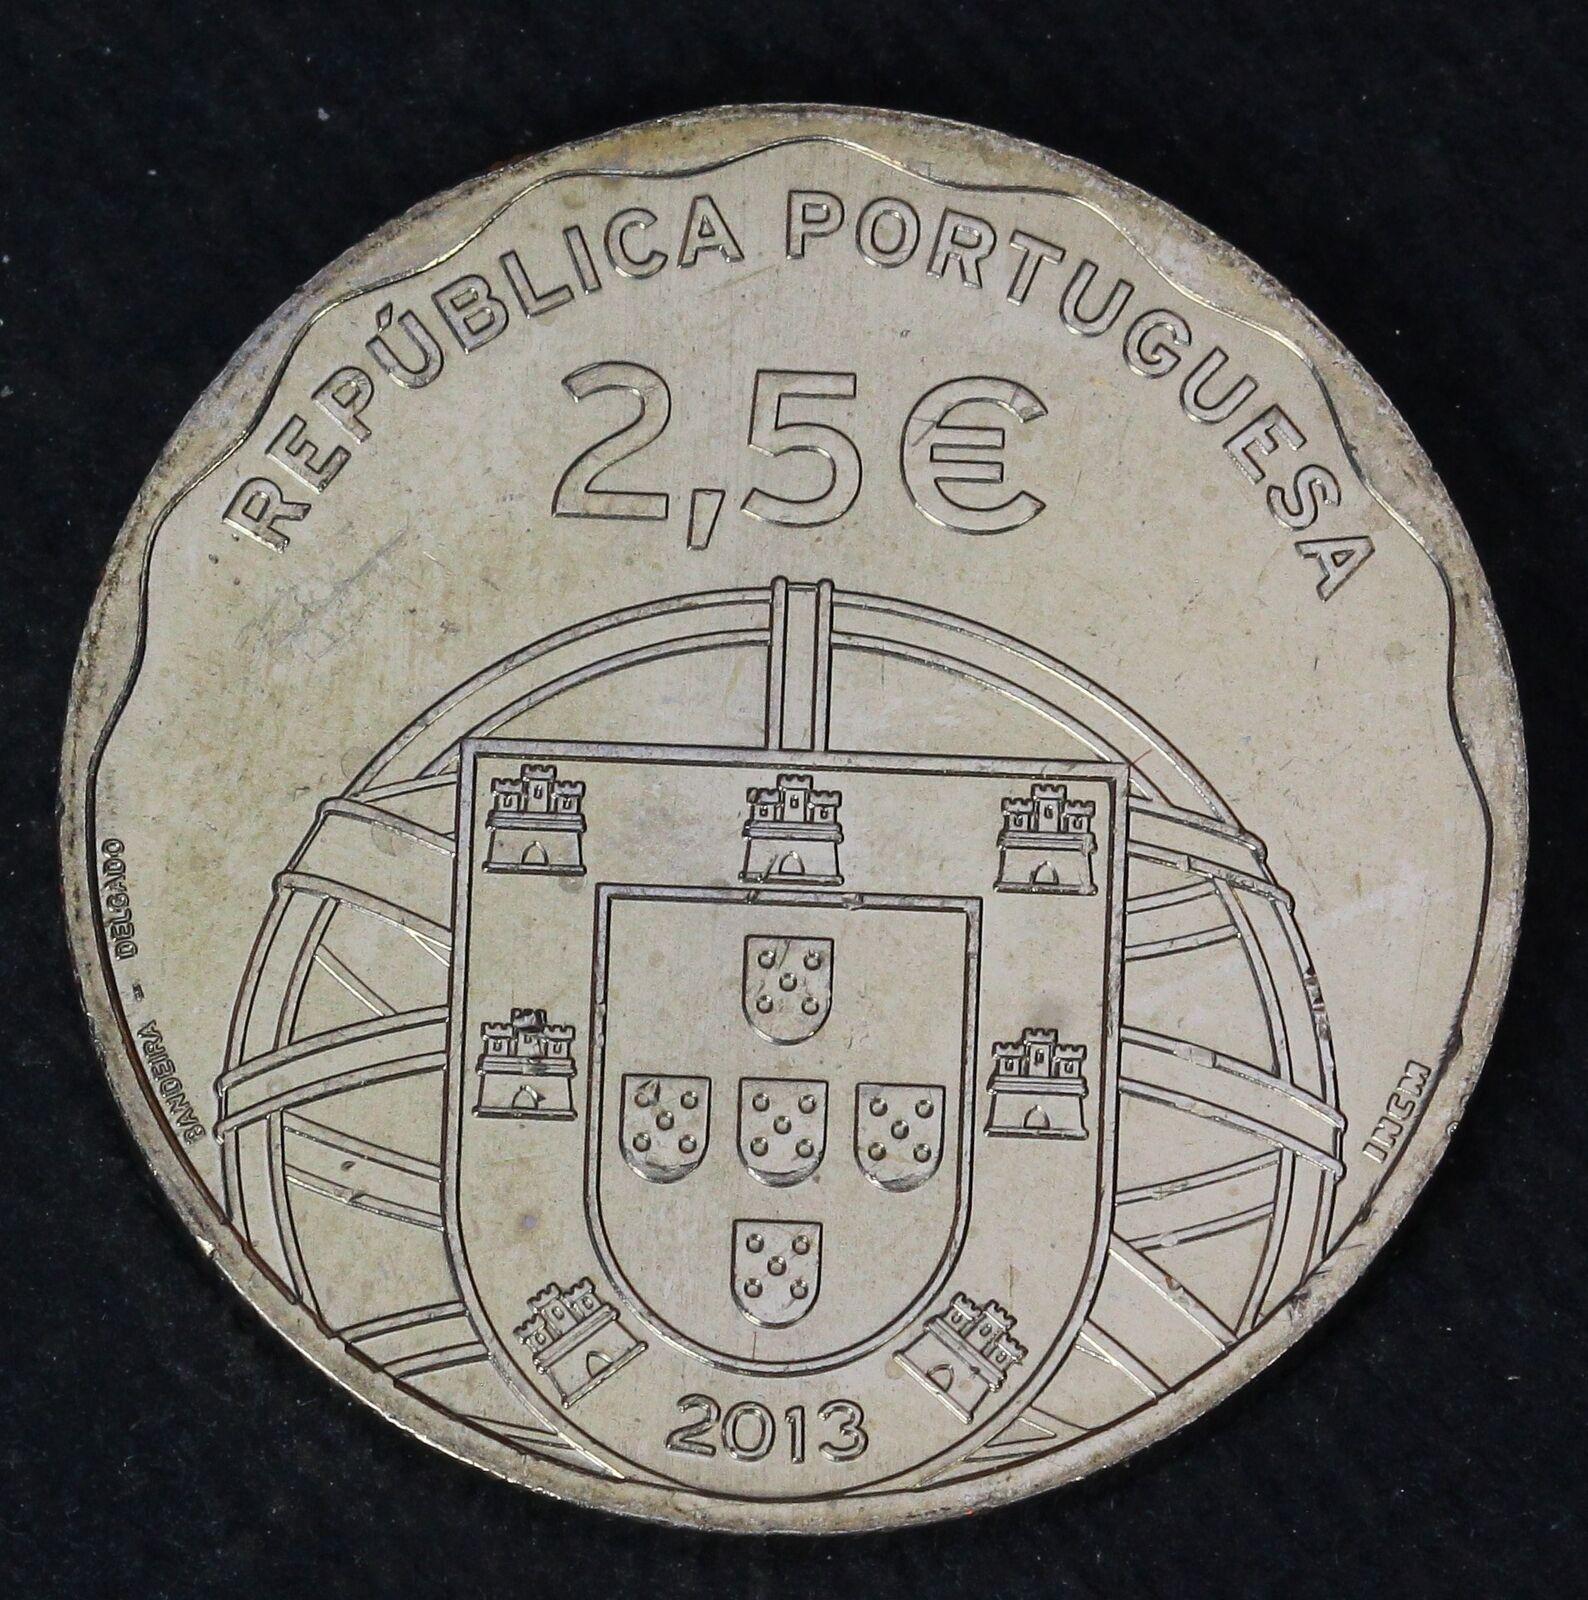 REPÚBLICA PORTUGUESA
2,5€
BANDEIRA - DELGADO
INCM
2013